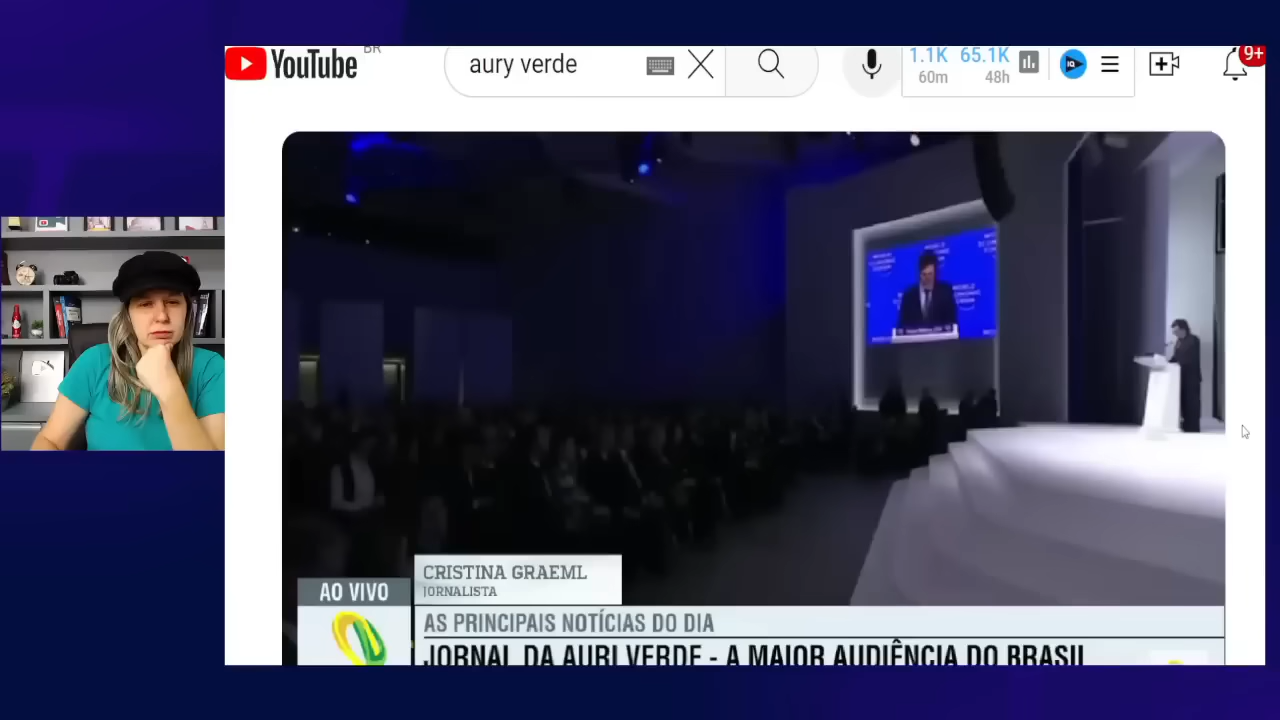 BR
YouTube
aury verde
1.1K 65.1K
60m 48h
9+
CRISTINA GRAEML
JORNALISTA
AO VIVO
AS PRINCIPAIS NOTÍCIAS DO DIA
JORNAL DA AURI VERDE - A MAIOR AUDIÊNCIA DO BRASIL